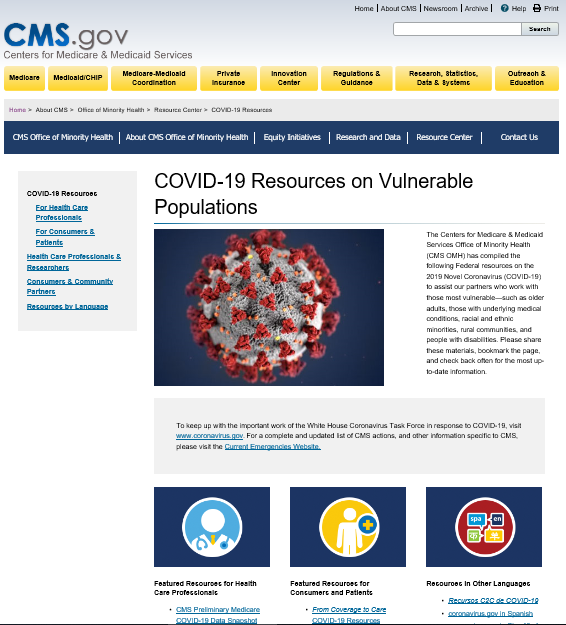 Home | About CMS | Newsroom | Archive | Help Print
CMS.gov
Search
Centers for Medicare & Medicaid Services
Medicare
Medicaid/CHIP
Medicare-Medicaid
Coordination
Private
Insurance
Innovation
Center
Regulations &
Guidance
Research, Statistics,
Data & Systems
Outreach &
Education
Home > About CMS > Office of Minority Health > Resource Center > COVID-19 Resources
CMS Office of Minority Health | About CMS Office of Minority Health | Equity Initiatives | Research and Data | Resource Center | Contact Us
COVID-19 Resources
For Health Care
Professionals
For Consumers &
Patients
Health Care Professionals &
Researchers
Consumers & Community
Partners
Resources by Language
COVID-19 Resources on Vulnerable
Populations
The Centers for Medicare & Medicaid
Services Office of Minority Health
(CMS OMH) has compiled the
following Federal resources on the
2019 Novel Coronavirus (COVID-19)
to assist our partners who work with
those most vulnerable—such as older
adults, those with underlying medical
conditions, racial and ethnic
minorities, rural communities, and
people with disabilities. Please share
these materials, bookmark the page,
and check back often for the most up-
to-date information.
To keep up with the important work of the White House Coronavirus Task Force in response to COVID-19, visit
www.coronavirus.gov. For a complete and updated list of CMS actions, and other information specific to CMS,
please visit the Current Emergencies Website.
spa en
Featured Resources for Health
Care Professionals
• CMS Preliminary Medicare
COVID-19 Data Snapshot
Featured Resources for
Consumers and Patients
• From Coverage to Care
COVID-19 Resources
Resources in Other Languages
• Recursos C2C de COVID-19
• coronavirus.gov in Spanish